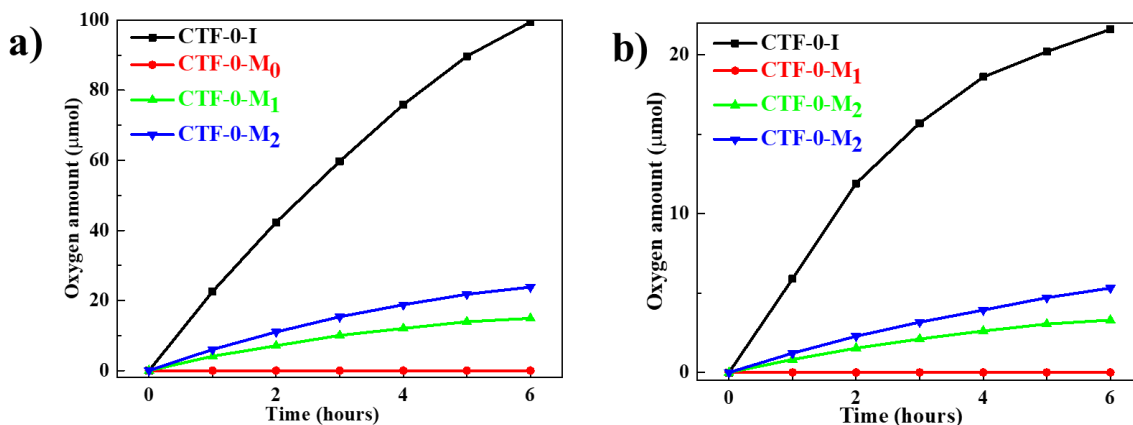 a)
CTF-0-I
CTF-0-M0
CTF-0-M1
CTF-0-M2
Oxygen amount (μmol)
100
80
60
40
20
0
0 2 4 6
Time (hours)
b)
CTF-0-I
CTF-0-M1
CTF-0-M2
CTF-0-M2
Oxygen amount (μmol)
20
10
0
0 2 4 6
Time (hours)